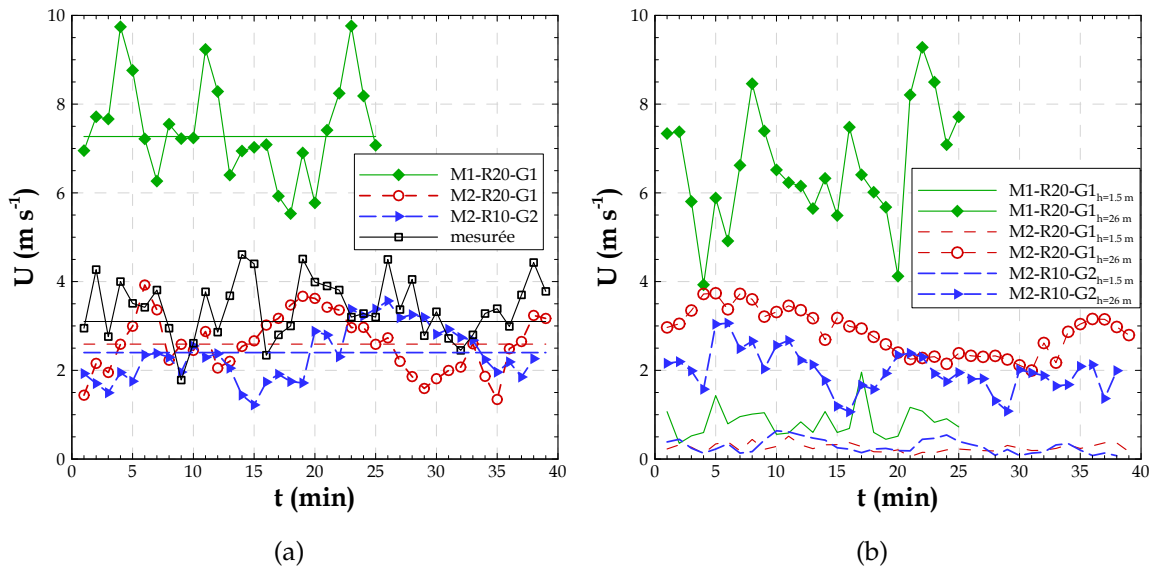 10
8
6
4
2
0
U (m s-1)
0 5 10 15 20 25 30 35 40
t (min)
M1-R20-G1
M2-R20-G1
M2-R10-G2
mesurée
(a)
10
8
6
4
2
0
U (m s-1)
0 5 10 15 20 25 30 35 40
t (min)
M1-R20-G1h=1.5 m
M1-R20-G1h=26 m
M2-R20-G1h=1.5 m
M2-R20-G1h=26 m
M2-R10-G2h=1.5 m
M2-R10-G2h=26 m
(b)